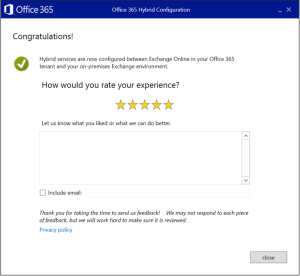 Office 365
Office 365 Hybrid Configuration
Congratulations!
Hybrid services are now configured between Exchange Online in your Office 365
tenant and your on-premises Exchange environment.
How would you rate your experience?
Let us know what you liked or what we can do better.
Include email:
Thank you for taking the time to send us feedback! We may not respond to each piece
of feedback, but we will work hard to make sure it is reviewed.
Privacy policy
close